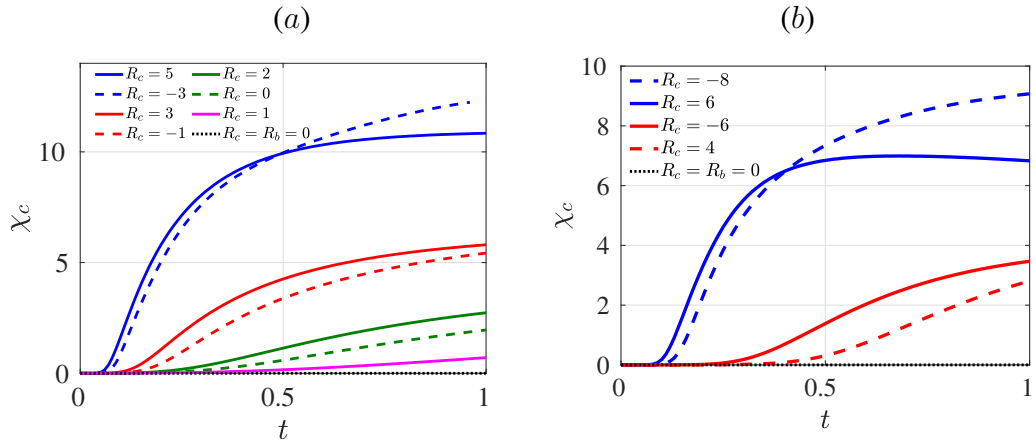 (a)
R_c = 5 R_c = 2
R_c = −3 R_c = 0
R_c = 3 R_c = 1
R_c = −1 R_c = R_b = 0
10
5
0
χ_c
0 0.5 1
t
(b)
R_c = −8
R_c = 6
R_c = −6
R_c = 4
R_c = R_b = 0
10
8
6
4
2
0
χ_c
0 0.5 1
t